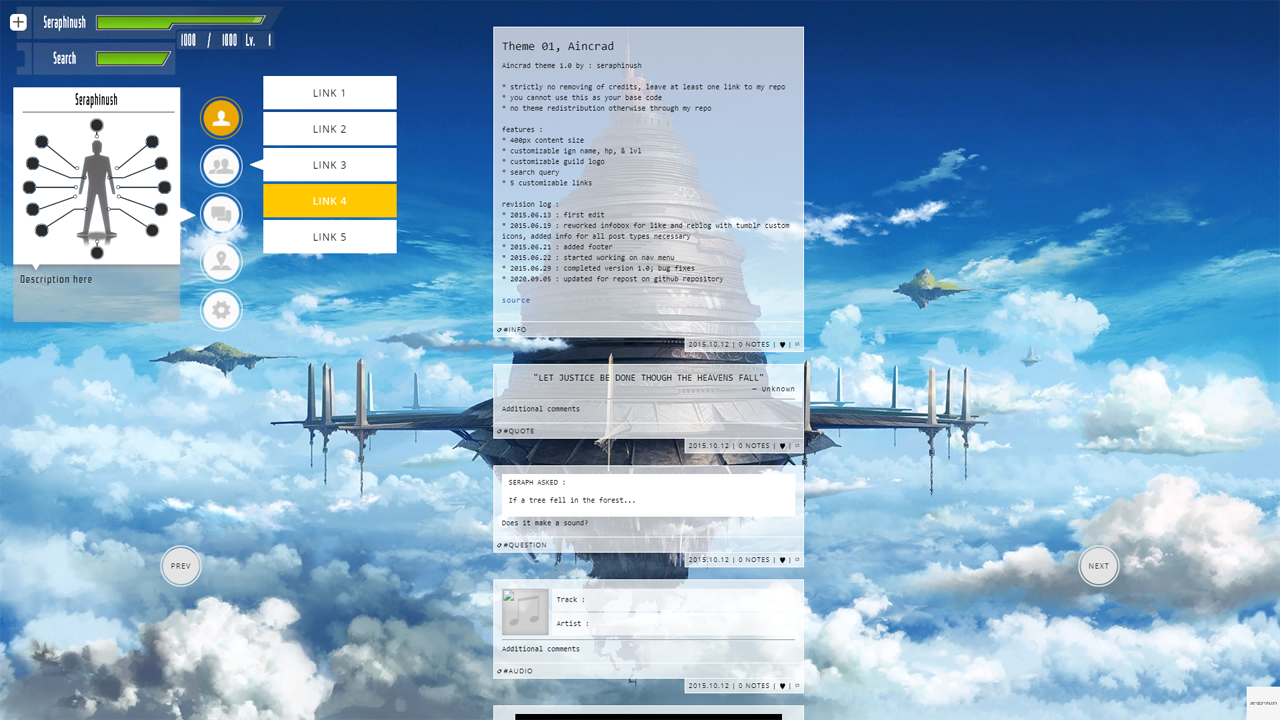 Seraphinush
1000 / 1000 Lv. 1
Search
Seraphinush
Description here
LINK 1
LINK 2
LINK 3
LINK 4
LINK 5
Theme 01, Aincrad
Aincrad theme 1.0 by : seraphinush
* strictly no removing of credits, leave at least one link to my repo
* you cannot use this as your base code
* no theme redistribution otherwise through my repo
features :
* 400px content size
* customizable ign name, hp, & lvl
* customizable guild logo
* search query
* 5 customizable links
revision log :
* 2015.06.13 : first edit
* 2015.06.19 : reworked infobox for like and reblog with tumblr custom
icons, added info for all post types necessary
* 2015.06.21 : added footer
* 2015.06.22 : started working on nav menu
* 2015.06.29 : completed version 1.0; bug fixes
* 2020.09.05 : updated for repost on github repository
source
#INFO
2015.10.12 | 0 NOTES | ♥ |
"LET JUSTICE BE DONE THOUGH THE HEAVENS FALL"
— Unknown
Additional comments
#QUOTE
2015.10.12 | 0 NOTES | ♥ |
SERAPH ASKED :
If a tree fell in the forest...
Does it make a sound?
#QUESTION
2015.10.12 | 0 NOTES | ♥ |
PREV
NEXT
Track :
Artist :
Additional comments
#AUDIO
2015.10.12 | 0 NOTES | ♥ |
seraphinush